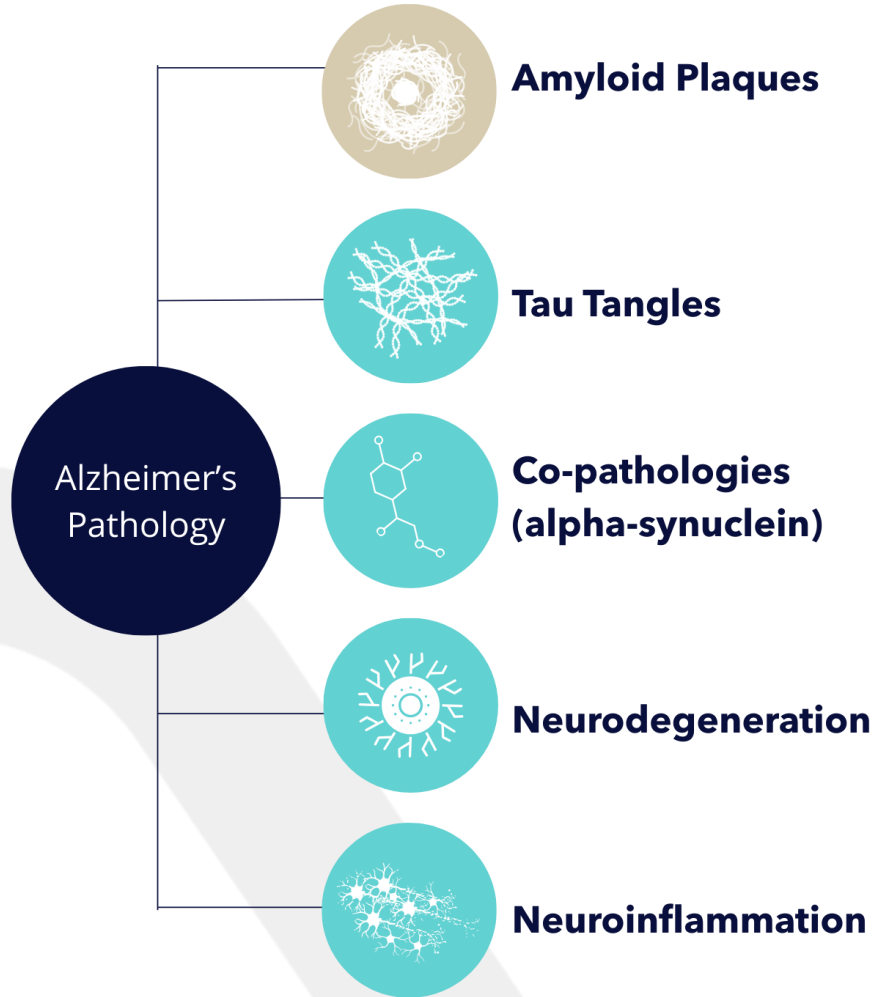 Amyloid Plaques
Tau Tangles
Alzheimer’s
Pathology
Co-pathologies
(alpha-synuclein)
Neurodegeneration
Neuroinflammation